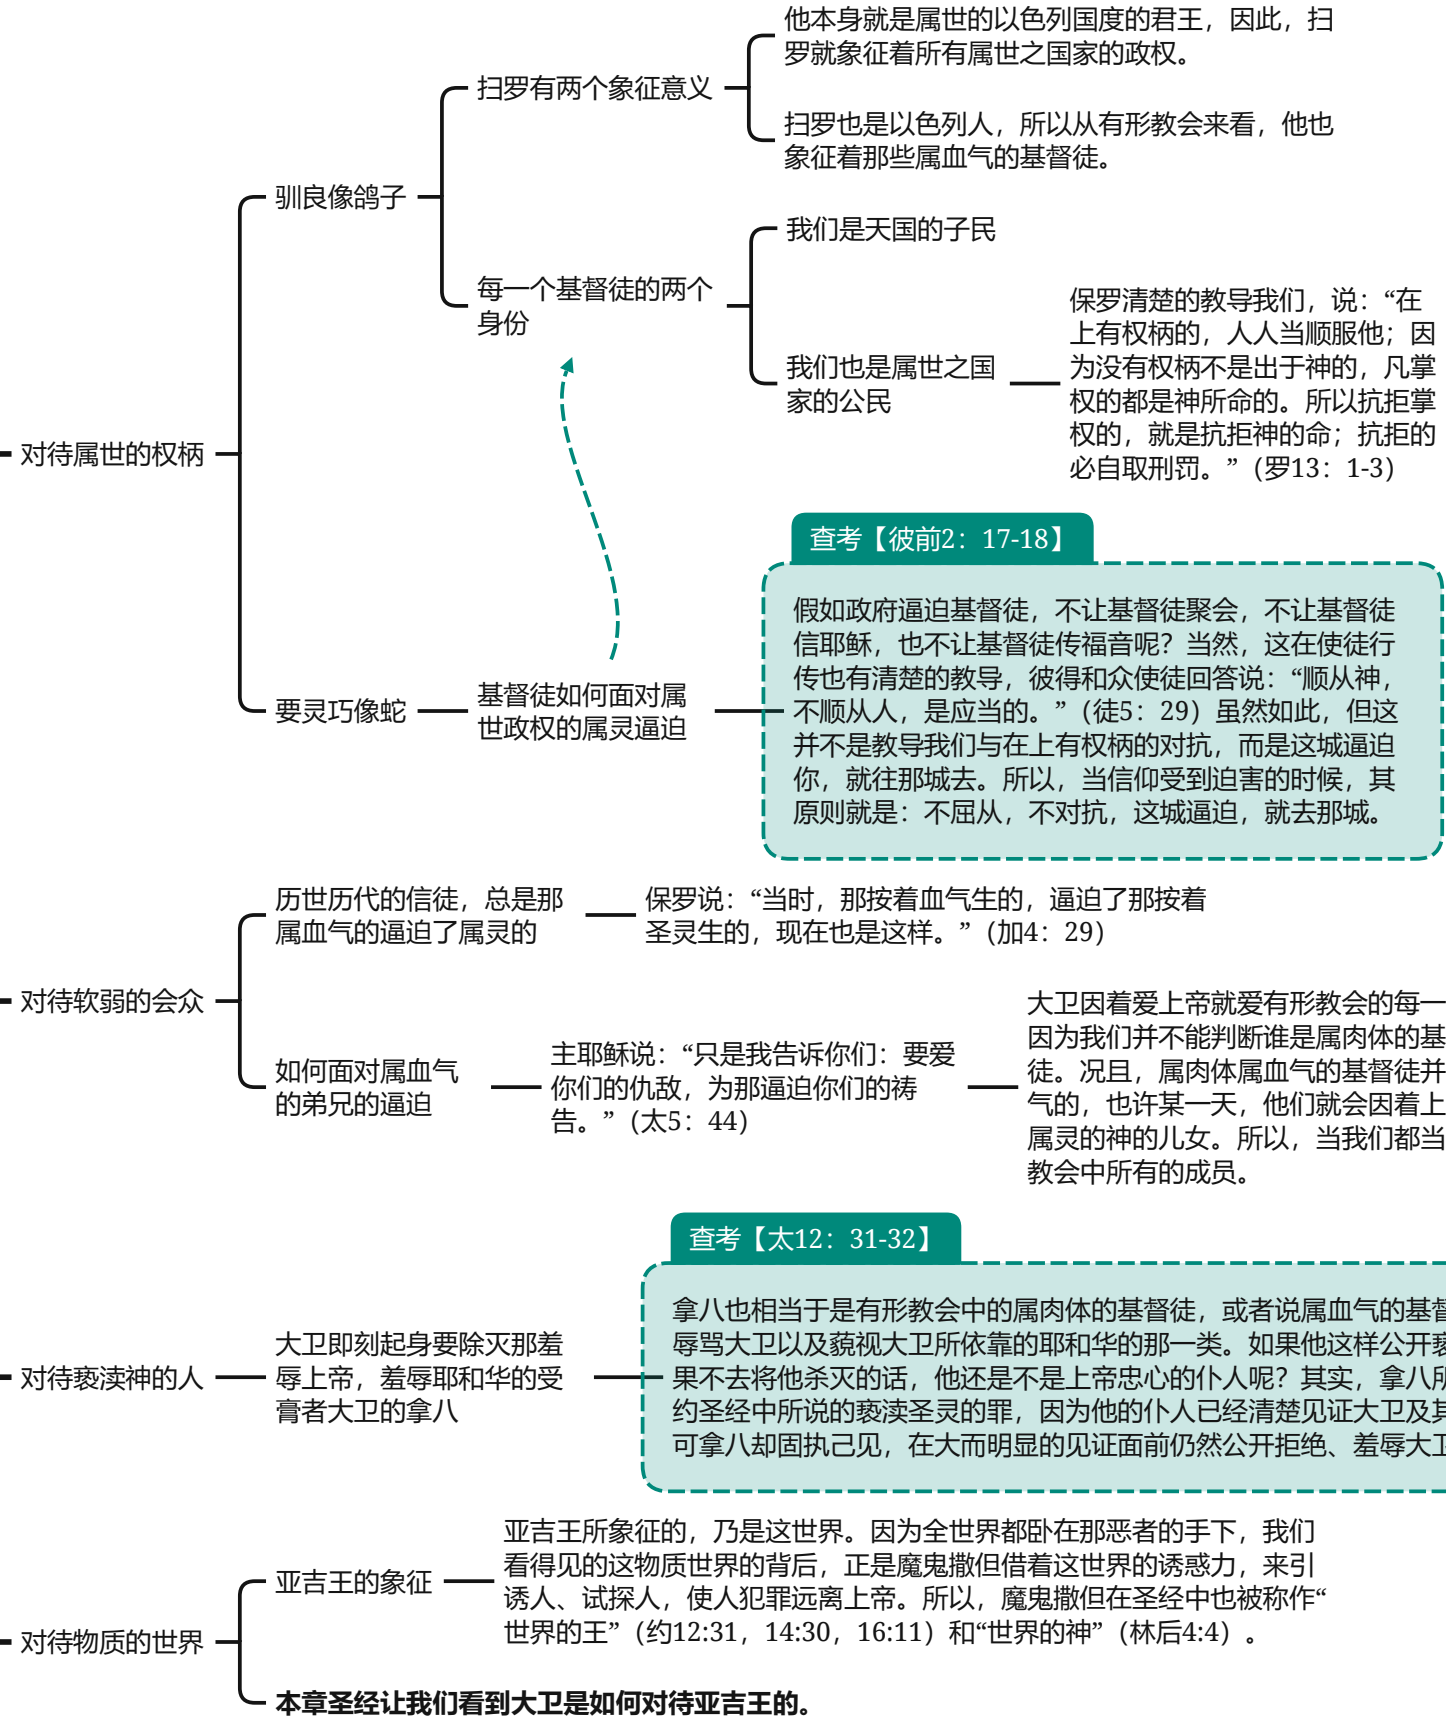 对待属世的权柄
驯良像鸽子
扫罗有两个象征意义
他本身就是属世的以色列国度的君王，因此，扫
罗就象征着所有属世之国家的政权。
扫罗也是以色列人，所以从有形教会来看，他也
象征着那些属血气的基督徒。
每一个基督徒的两个
身份
我们是天国的子民
我们也是属世之国
家的公民
保罗清楚的教导我们，说：“在
上有权柄的，人人当顺服他；因
为没有权柄不是出于神的，凡掌
权的都是神所命的。所以抗拒掌
权的，就是抗拒神的命；抗拒的
必自取刑罚。”（罗13：1-3）
要灵巧像蛇
基督徒如何面对属
世政权的属灵逼迫
查考【彼前2：17-18】
假如政府逼迫基督徒，不让基督徒聚会，不让基督徒
信耶稣，也不让基督徒传福音呢？当然，这在使徒行
传也有清楚的教导，彼得和众使徒回答说：“顺从神，
不顺从人，是应当的。”（徒5：29）虽然如此，但这
并不是教导我们与在上有权柄的对抗，而是这城逼迫
你，就往那城去。所以，当信仰受到迫害的时候，其
原则就是：不屈从，不对抗，这城逼迫，就去那城。
对待软弱的会众
历世历代的信徒，总是那
属血气的逼迫了属灵的
保罗说：“当时，那按着血气生的，逼迫了那按着
圣灵生的，现在也是这样。”（加4：29）
如何面对属血气
的弟兄的逼迫
主耶稣说：“只是我告诉你们：要爱
你们的仇敌，为那逼迫你们的祷
告。”（太5：44）
大卫因着爱上帝就爱有形教会的每一
因为我们并不能判断谁是属肉体的基
徒。况且，属肉体属血气的基督徒并
气的，也许某一天，他们就会因着上
属灵的神的儿女。所以，当我们都当
教会中所有的成员。
对待亵渎神的人
大卫即刻起身要除灭那羞
辱上帝，羞辱耶和华的受
膏者大卫的拿八
查考【太12：31-32】
拿八也相当于是有形教会中的属肉体的基督徒，或者说属血气的基督
辱骂大卫以及藐视大卫所依靠的耶和华的那一类。如果他这样公开亵
果不去将他杀灭的话，他还是不是上帝忠心的仆人呢？其实，拿八所
约圣经中所说的亵渎圣灵的罪，因为他的仆人已经清楚见证大卫及其
可拿八却固执己见，在大而明显的见证面前仍然公开拒绝、羞辱大卫
对待物质的世界
亚吉王的象征
亚吉王所象征的，乃是这世界。因为全世界都卧在那恶者的手下，我们
看得见的这物质世界的背后，正是魔鬼撒但借着这世界的诱惑力，来引
诱人、试探人，使人犯罪远离上帝。所以，魔鬼撒但在圣经中也被称作“
世界的王”（约12:31，14:30，16:11）和“世界的神”（林后4:4）。
本章圣经让我们看到大卫是如何对待亚吉王的。